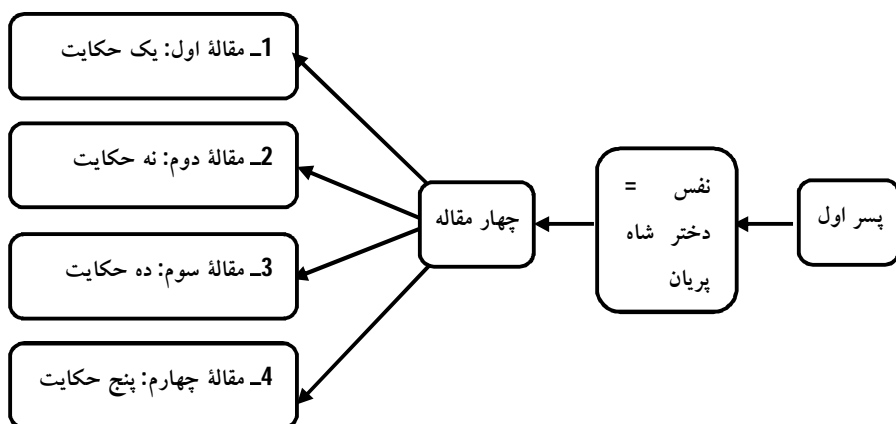 پسر اول
نفس =
دختر شاه
پریان
چهار مقاله
1ـ مقالۀ اول: یک حکایت
2ـ مقالۀ دوم: نه حکایت
3ـ مقالۀ سوم: ده حکایت
4ـ مقالۀ چهارم: پنج حکایت